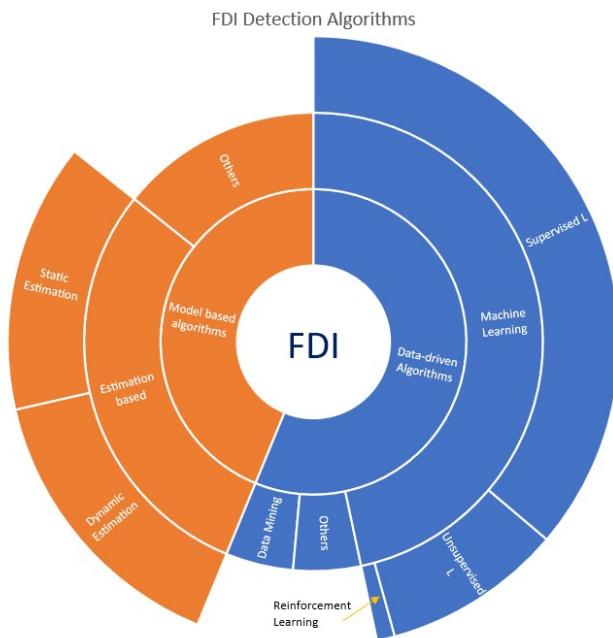 FDI Detection Algorithms
Others
Supervised L
Static
Estimation
Model based
algorithms
Machine
Learning
FDI
Data-driven
Algorithms
Estimation
based
Dynamic
Estimation
Data Mining
Others
Unsupervised
L
Reinforcement
Learning